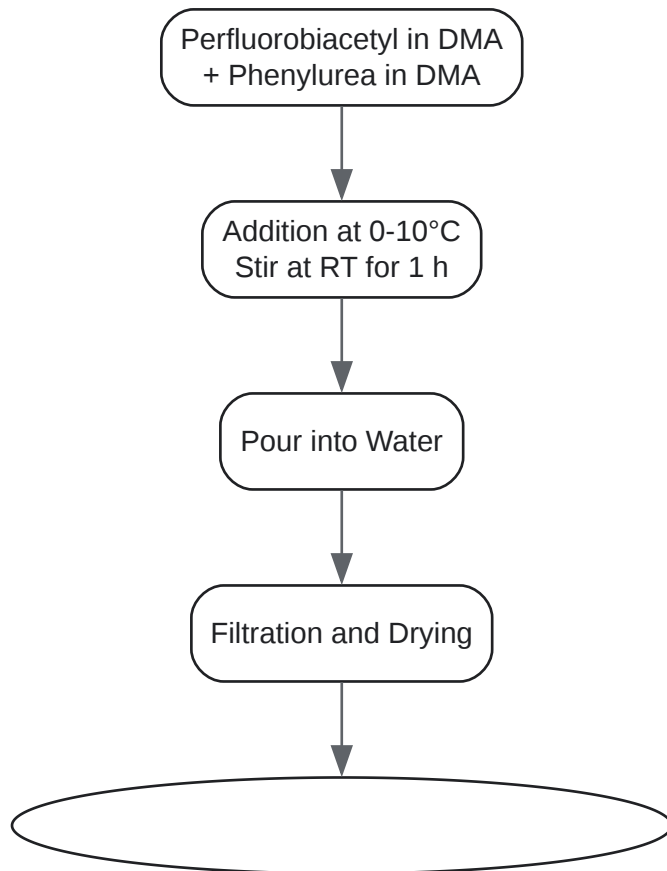 Perfluorobiacetyl in DMA
+ Phenylurea in DMA
Addition at 0-10°C
Stir at RT for 1 h
Pour into Water
Filtration and Drying